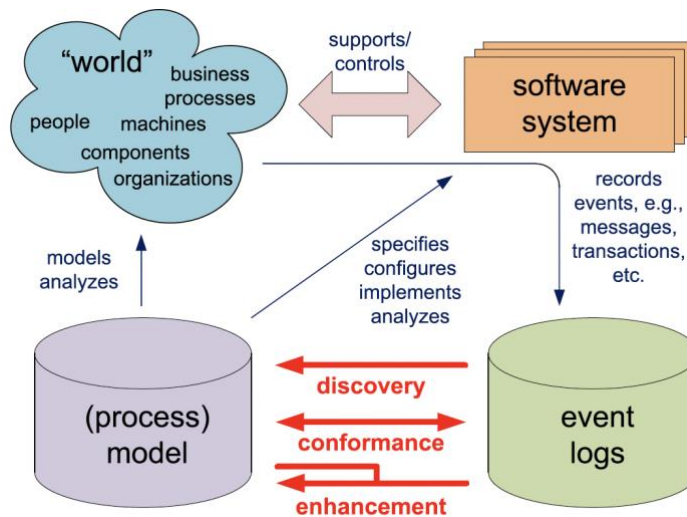 "world"
business
processes
people
machines
components
organizations
supports/
controls
software
system
records
events, e.g.,
messages,
transactions,
etc.
models
analyzes
specifies
configures
implements
analyzes
(process)
model
discovery
conformance
enhancement
event
logs